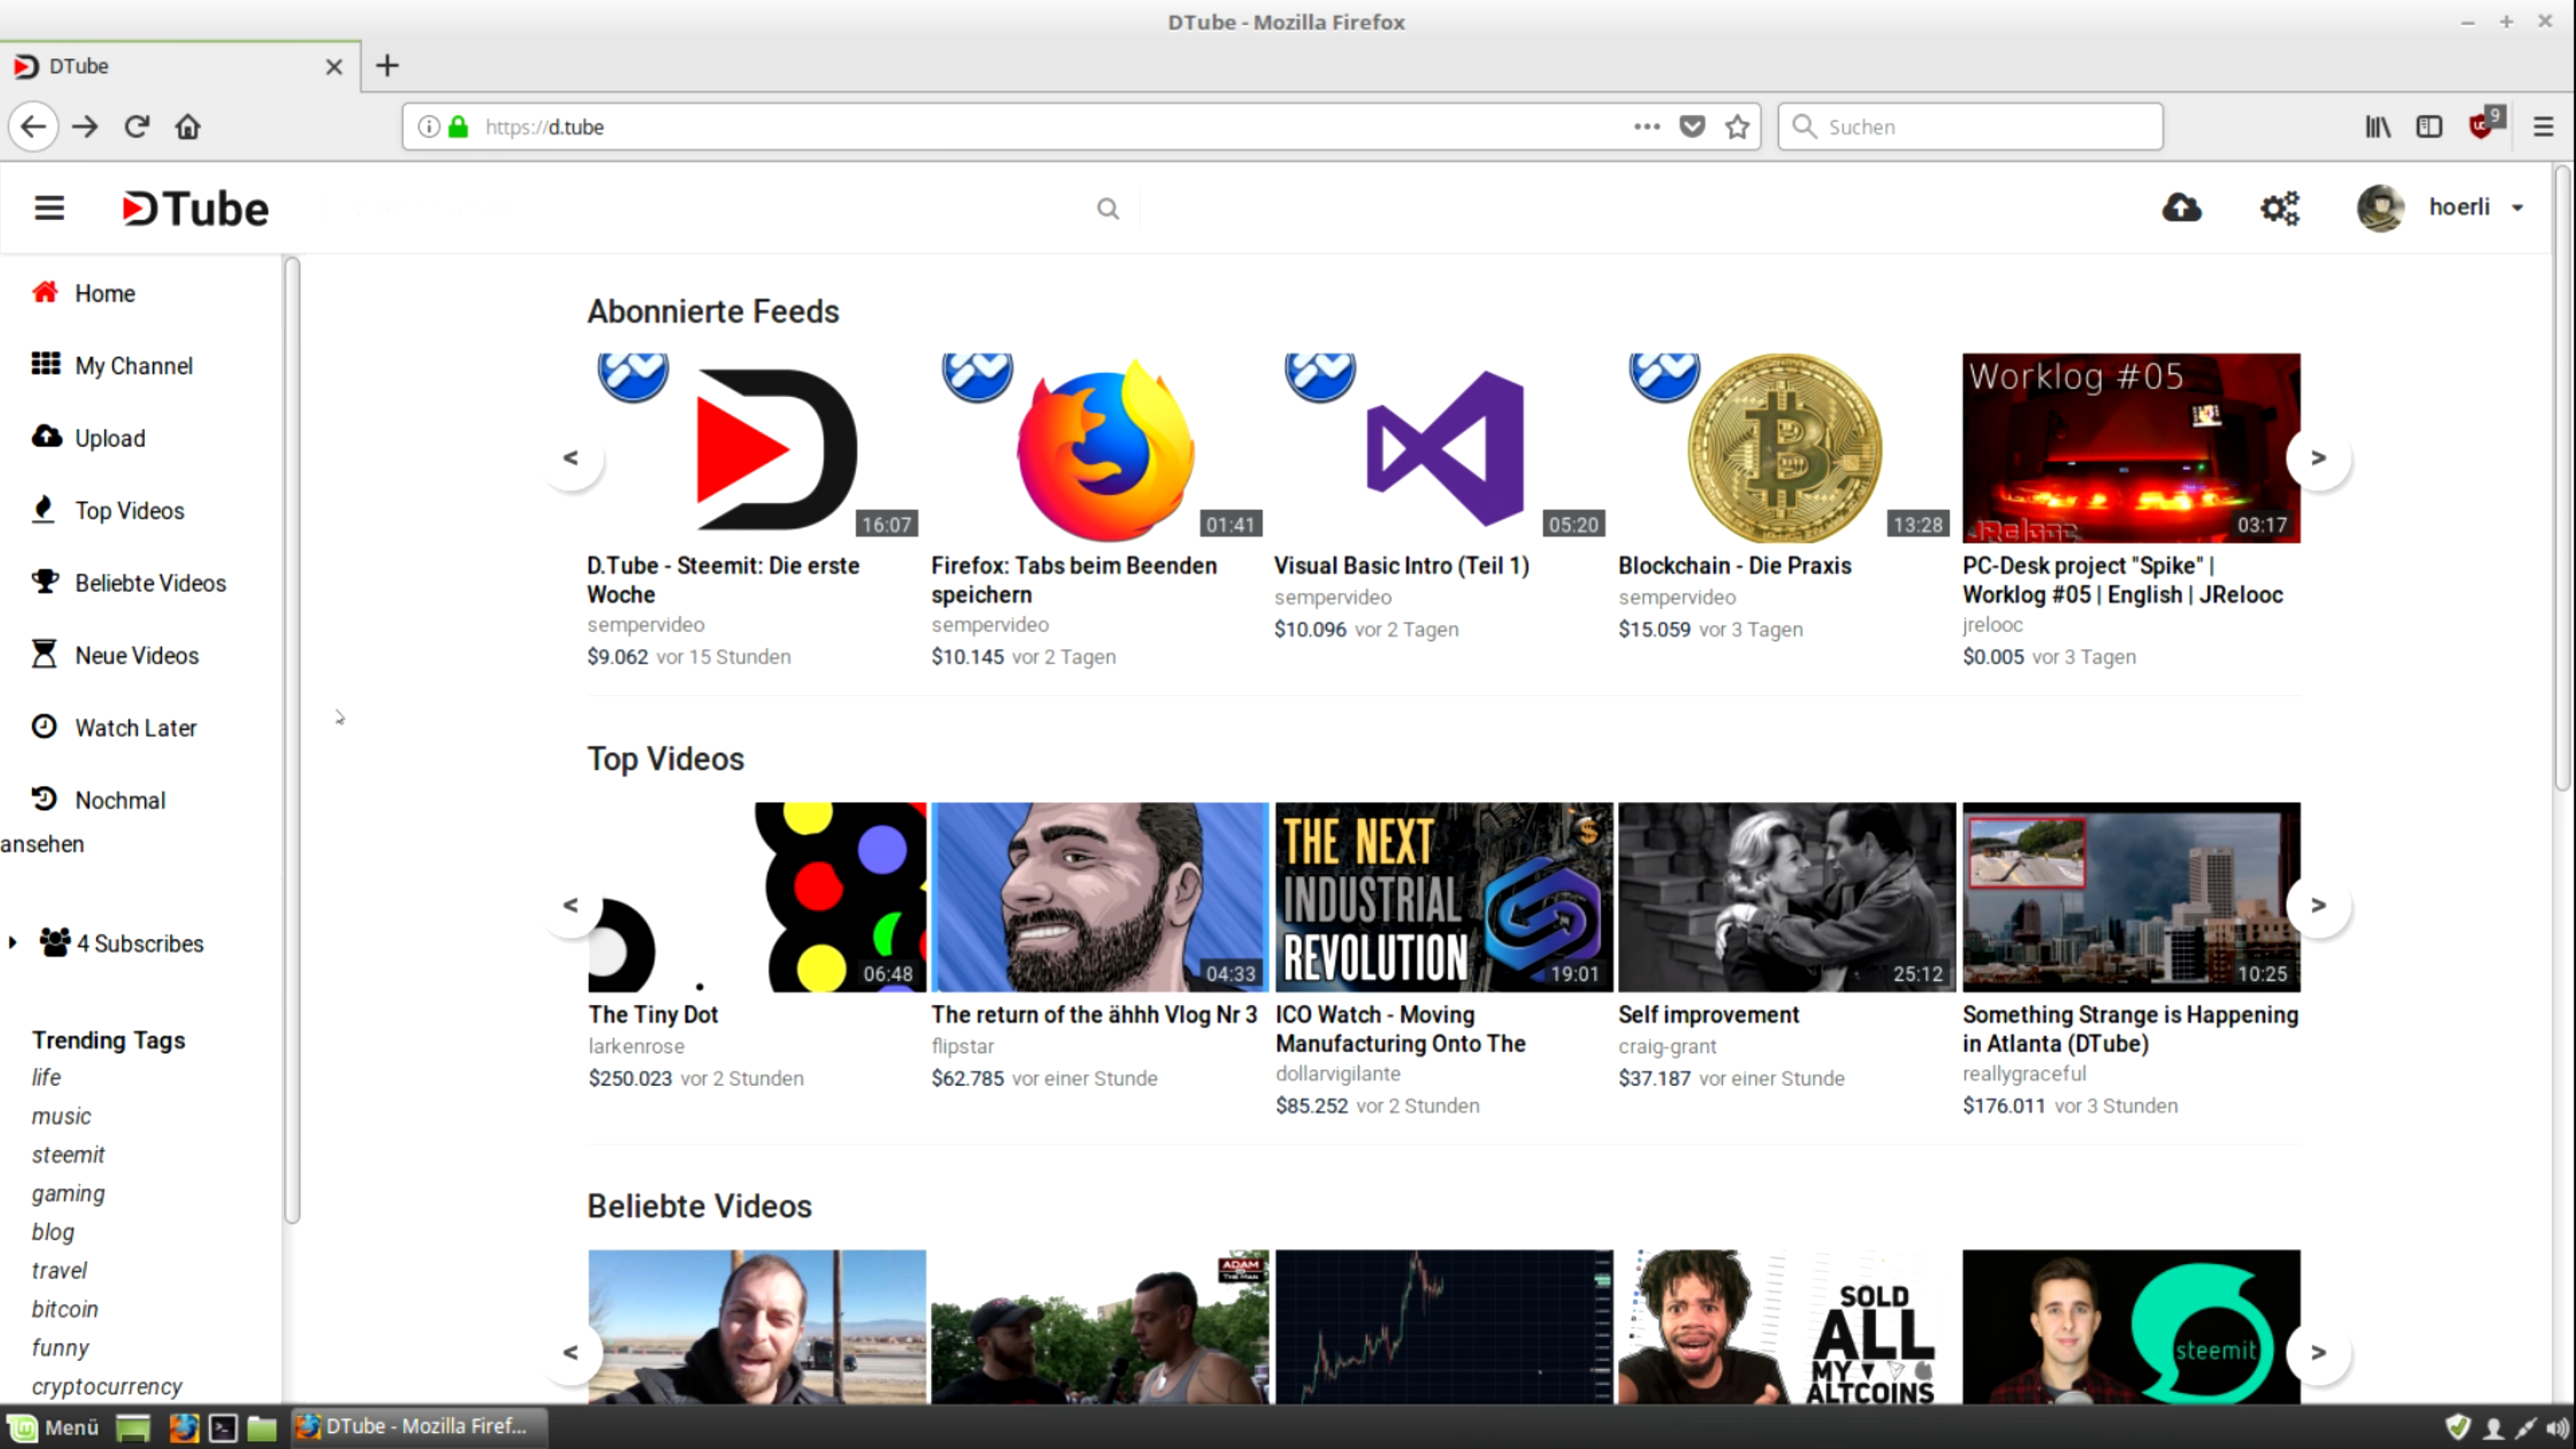 DTube - Mozilla Firefox
DTube
https://d.tube
Suchen
9
DTube
hoerli
Home
My Channel
Upload
Top Videos
Beliebte Videos
Neue Videos
Watch Later
Nochmal
ansehen
4 Subscribes
Trending Tags
life
music
steemit
gaming
blog
travel
bitcoin
funny
cryptocurrency
Abonnierte Feeds
16:07
D.Tube - Steemit: Die erste
Woche
sempervideo
$9.062 vor 15 Stunden
01:41
Firefox: Tabs beim Beenden
speichern
sempervideo
$10.145 vor 2 Tagen
05:20
Visual Basic Intro (Teil 1)
sempervideo
$10.096 vor 2 Tagen
13:28
Blockchain - Die Praxis
sempervideo
$15.059 vor 3 Tagen
Worklog #05
JRelooc
03:17
PC-Desk project "Spike" |
Worklog #05 | English | JRelooc
jrelooc
$0.005 vor 3 Tagen
Top Videos
06:48
The Tiny Dot
larkenrose
$250.023 vor 2 Stunden
04:33
The return of the ähhh Vlog Nr 3
flipstar
$62.785 vor einer Stunde
THE NEXT
INDUSTRIAL
REVOLUTION
19:01
ICO Watch - Moving
Manufacturing Onto The
dollarvigilante
$85.252 vor 2 Stunden
25:12
Self improvement
craig-grant
$37.187 vor einer Stunde
10:25
Something Strange is Happening
in Atlanta (DTube)
reallygraceful
$176.011 vor 3 Stunden
Beliebte Videos
ADAM
THE MAN
SOLD
ALL
MY
ALTCOINS
steemit
Menü
DTube - Mozilla Firef...